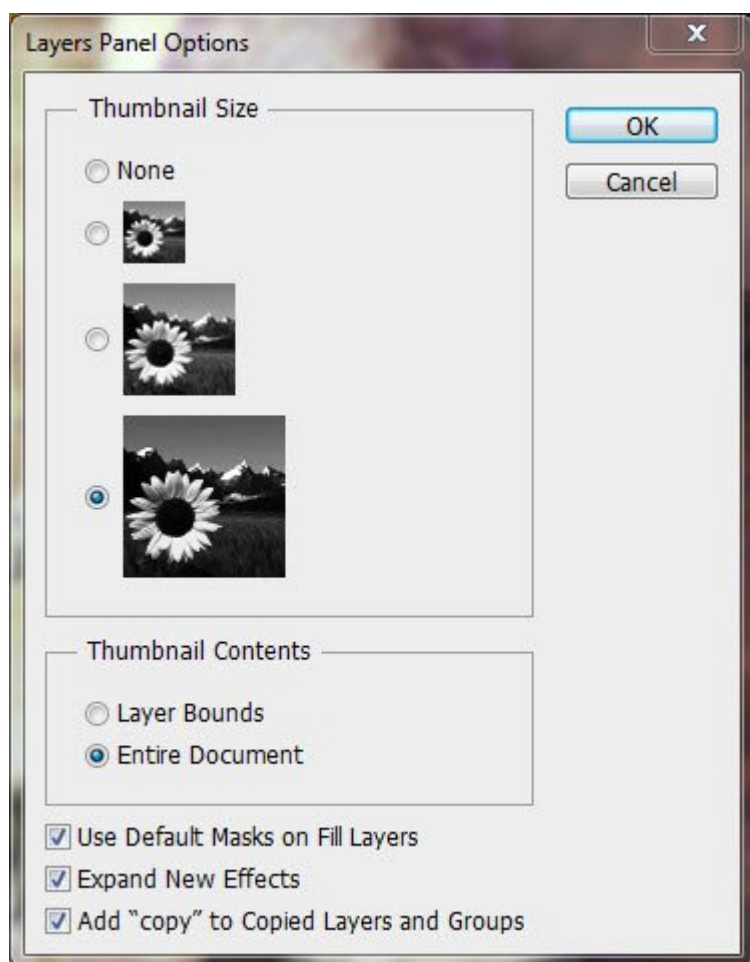 Layers Panel Options
Thumbnail Size
OK
None
Cancel
Thumbnail Contents
Layer Bounds
Entire Document
Use Default Masks on Fill Layers
Expand New Effects
Add “copy” to Copied Layers and Groups